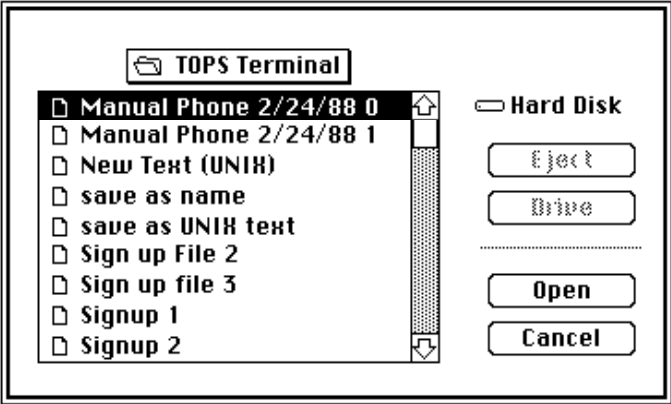 TOPS Terminal
Manual Phone 2/24/88 0
Manual Phone 2/24/88 1
New Text (UNIX)
save as name
save as UNIX text
Sign up File 2
Sign up file 3
Signup 1
Signup 2
Hard Disk
Eject
Drive
Open
Cancel